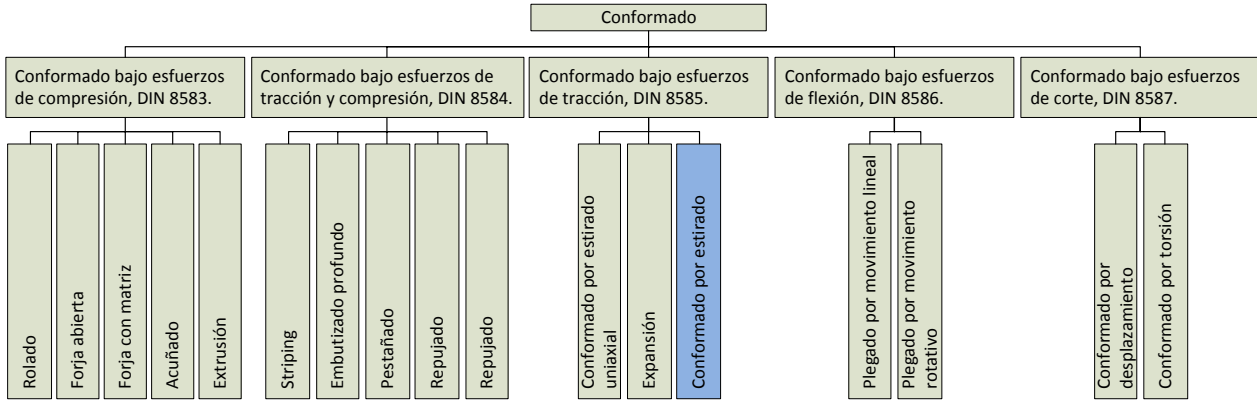 Conformado
Conformado bajo esfuerzos
de compresión, DIN 8583.
Conformado bajo esfuerzos de
tracción y compresión, DIN 8584.
Conformado bajo esfuerzos
de tracción, DIN 8585.
Conformado bajo esfuerzos
de flexión, DIN 8586.
Conformado bajo esfuerzos
de corte, DIN 8587.
Rolado
Forja abierta
Forja con matriz
Acuñado
Extrusión
Striping
Embutizado profundo
Pestañado
Repujado
Repujado
Conformado por estirado
uniaxial
Expansión
Conformado por estirado
Plegado por movimiento lineal
Plegado por movimiento
rotativo
Conformado por
desplazamiento
Conformado por torsión